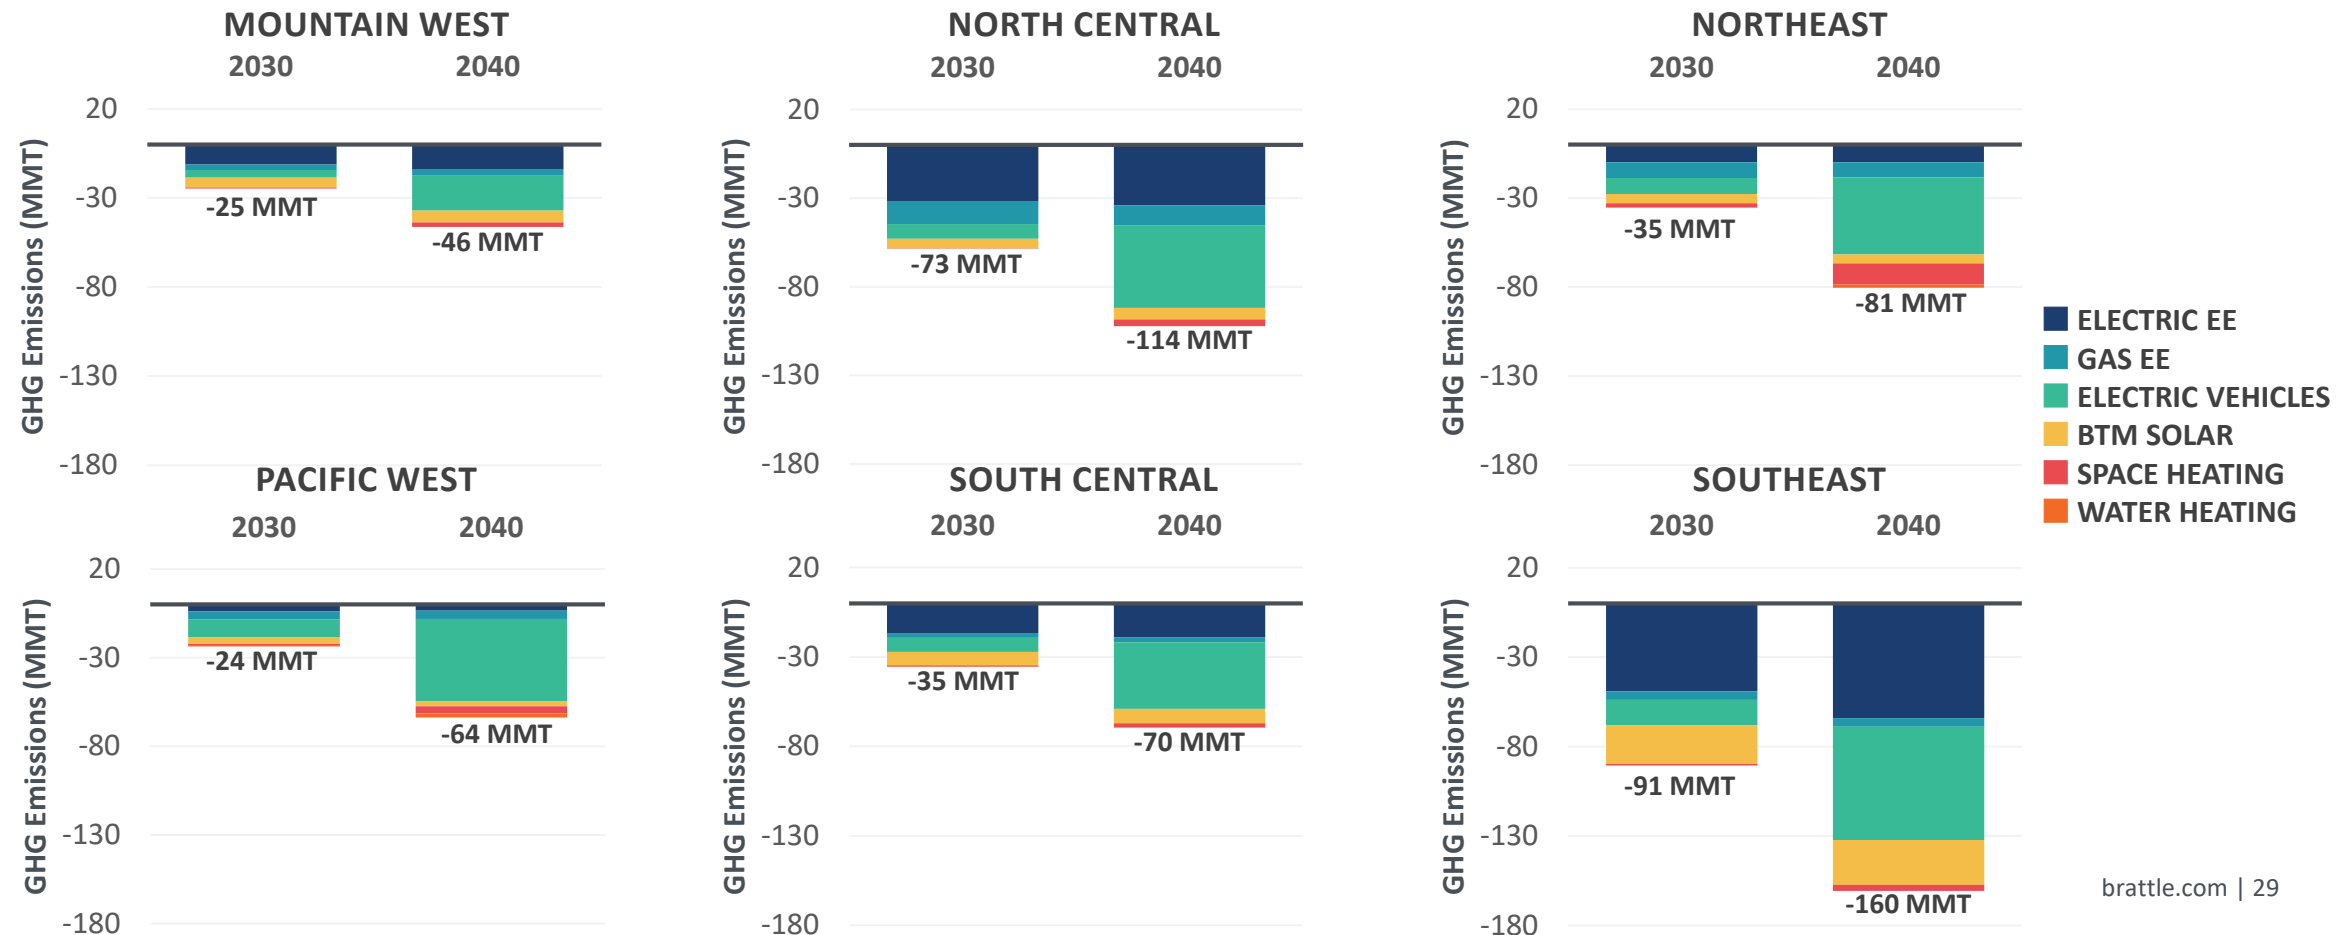 MOUNTAIN WEST
2030 2040
GHG Emissions (MMT)
20
-30
-80
-130
-180
-25 MMT
-46 MMT
NORTH CENTRAL
2030 2040
GHG Emissions (MMT)
20
-30
-80
-130
-180
-73 MMT
-114 MMT
NORTHEAST
2030 2040
GHG Emissions (MMT)
20
-30
-80
-130
-180
-35 MMT
-81 MMT
ELECTRIC EE
GAS EE
ELECTRIC VEHICLES
BTM SOLAR
SPACE HEATING
WATER HEATING
PACIFIC WEST
2030 2040
GHG Emissions (MMT)
20
-30
-80
-130
-180
-24 MMT
-64 MMT
SOUTH CENTRAL
2030 2040
GHG Emissions (MMT)
20
-30
-80
-130
-180
-35 MMT
-70 MMT
SOUTHEAST
2030 2040
GHG Emissions (MMT)
20
-30
-80
-130
-180
-91 MMT
-160 MMT
brattle.com | 29